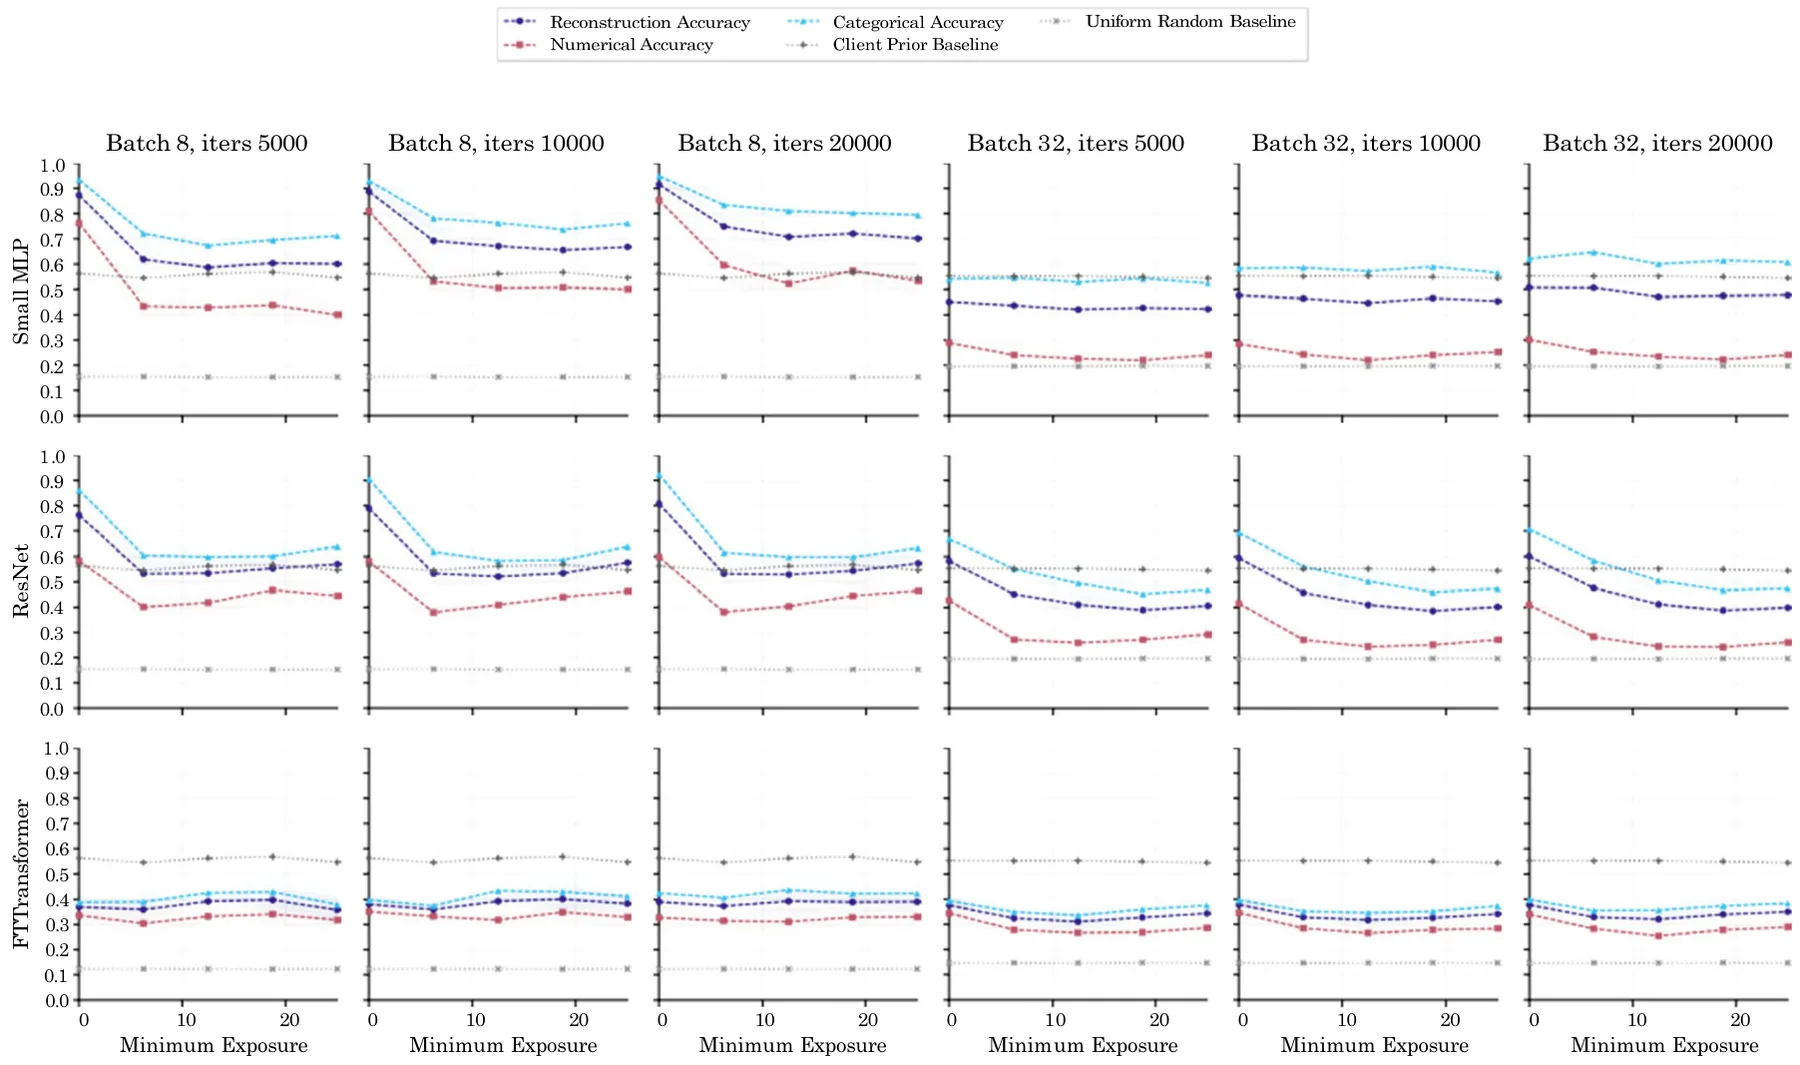 Reconstruction Accuracy
Categorical Accuracy
Uniform Random Baseline
Numerical Accuracy
Client Prior Baseline
Batch 8, iters 5000
Batch 8, iters 10000
Batch 8, iters 20000
Batch 32, iters 5000
Batch 32, iters 10000
Batch 32, iters 20000
Small MLP
1.0
0.9
0.8
0.7
0.6
0.5
0.4
0.3
0.2
0.1
0.0
ResNet
1.0
0.9
0.8
0.7
0.6
0.5
0.4
0.3
0.2
0.1
0.0
FTTransformer
1.0
0.9
0.8
0.7
0.6
0.5
0.4
0.3
0.2
0.1
0.0
0 10 20
0 10 20
0 10 20
0 10 20
0 10 20
0 10 20
Minimum Exposure
Minimum Exposure
Minimum Exposure
Minimum Exposure
Minimum Exposure
Minimum Exposure